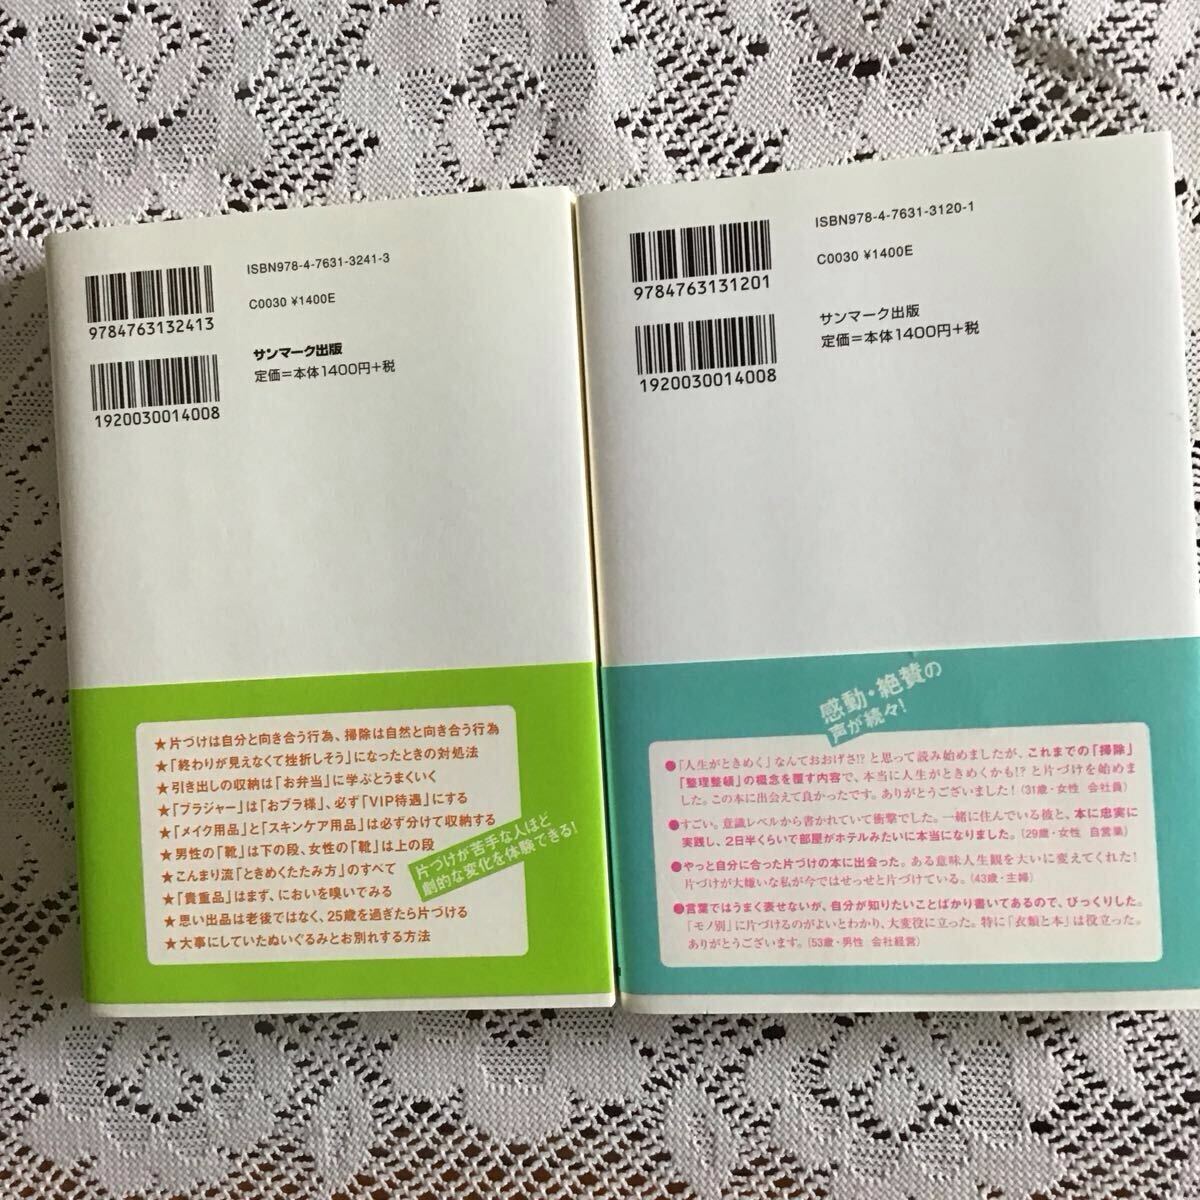 ISBN978-4-7631-3241-3
C0030 ¥1400E
9784763132413
サンマーク出版
定価=本体1400円+税
1920030014008
★片づけは自分と向き合う行為、掃除は自然と向き合う行為
★「終わりが見えなくて挫折しそう」になったときの対処法
★引き出しの収納は「お弁当」に学ぶとうまくいく
★「ブラジャー」は「おブラ様」、必ず「VIP待遇」にする
★「メイク用品」と「スキンケア用品」は必ず分けて収納する
★男性の「靴」は下の段、女性の「靴」は上の段
★こんまり流「ときめくたたみ方」のすべて
★「貴重品」はまず、においを嗅いでみる
★思い出品は老後ではなく、25歳を過ぎたら片づける
★大事にしていたぬいぐるみとお別れする方法
片づけが苦手な人ほど
劇的な変化を体験できる!
ISBN978-4-7631-3120-1
C0030 ¥1400E
9784763131201
サンマーク出版
定価=本体1400円+税
1920030014008
感動・絶賛の
声が続々!
●「人生がときめく」なんておおげさ!?と思って読み始めましたが、これまでの「掃除」
「整理整頓」の概念を覆す内容で、本当に人生がときめくかも!?と片づけを始めま
した。この本に出会えて良かったです。ありがとうございました!(31歳・女性 会社員)
●すごい。意識レベルから書かれていて衝撃でした。一緒に住んでいる彼と、本に忠実に
実践し、2日半くらいで部屋がホテルみたいに本当になりました。(29歳・女性 自営業)
●やっと自分に合った片づけの本に出会った。ある意味人生観を大いに変えてくれた!
片づけが大嫌いな私が今ではせっせと片づけている。(43歳・主婦)
●言葉ではうまく表せないが、自分が知りたいことばかり書いてあるので、びっくりした。
「モノ別」に片づけるのがよいとわかり、大変役に立った。特に「衣類と本」は役立った。
ありがとうございます。(53歳・男性 会社経営)